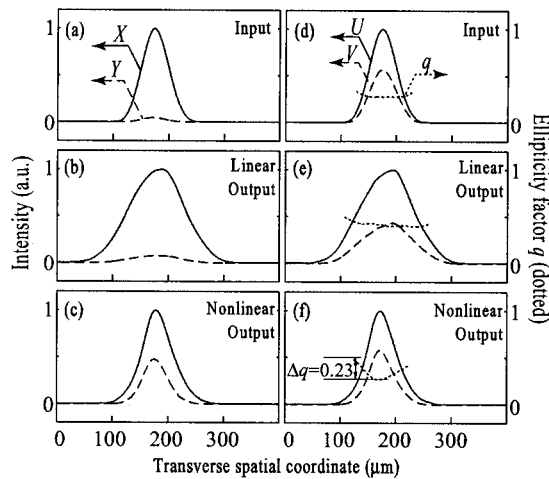 Intensity (a.u.)
(a)
X
Y
Input
1
0
(b)
Linear
Output
1
0
(c)
Nonlinear
Output
1
0
0 100 200 300
(d)
U
V
q
Input
1
0
(e)
Linear
Output
1
0
(f)
Nonlinear
Output
Δq=0.23
1
0
0 100 200 300
Ellipticity factor q (dotted)
Transverse spatial coordinate (μm)